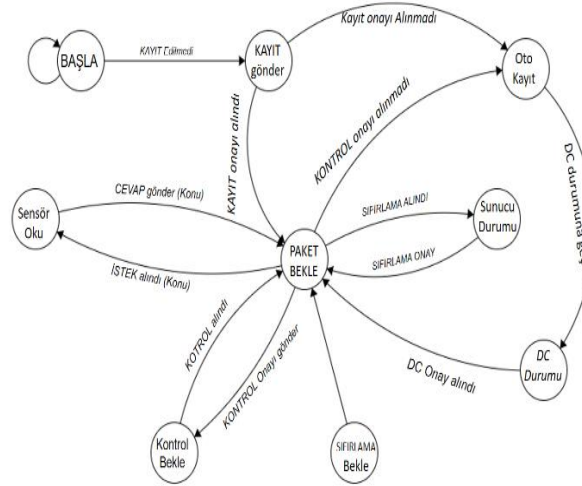 BAŞLA
KAYIT Edilmedi
KAYIT
gönder
Kayıt onayı Alınmadı
Oto
Kayıt
KAYIT onayı alındı
KONTROL onayı alınmadı
DC durumuna geç
Sensör
Oku
CEVAP gönder (Konu)
İSTEK alındı (Konu)
PAKET
BEKLE
SIFIRLAMA ALINDI
Sunucu
Durumu
SIFIRLAMA ONAY
KOTROL alındı
KONTROL Onayı gönder
DC Onay alındı
DC
Durumu
Kontrol
Bekle
SIFIRLAMA
Bekle